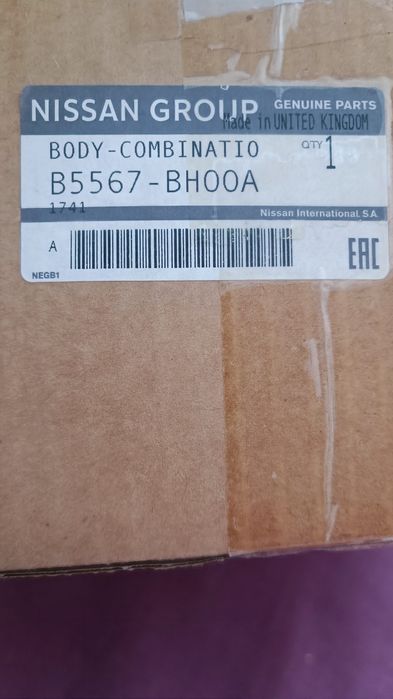 NISSAN GROUP GENUINE PARTS
Made in UNITED KINGDOM
BODY-COMBINATIO QTY 1
B5567-BH00A
1741
Nissan International S.A.
A EAC
NEGB1